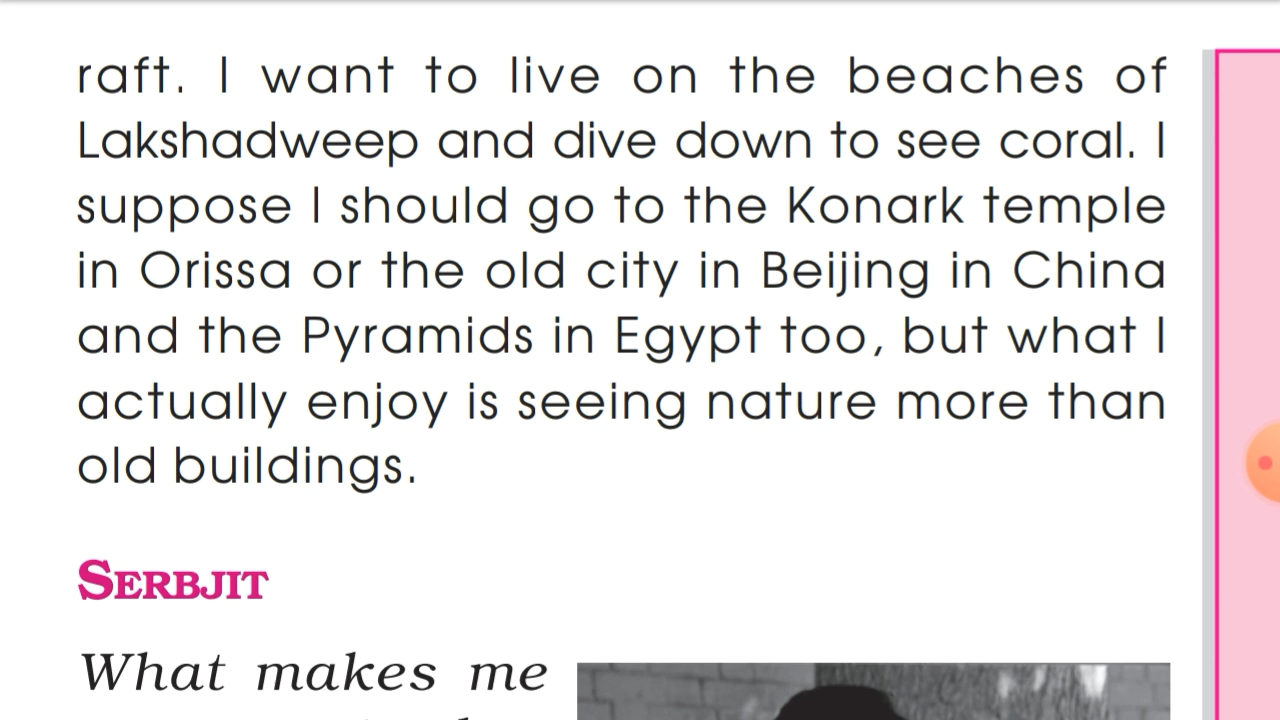 raft. I want to live on the beaches of
Lakshadweep and dive down to see coral. I
suppose I should go to the Konark temple
in Orissa or the old city in Beijing in China
and the Pyramids in Egypt too, but what I
actually enjoy is seeing nature more than
old buildings.
SERBJIT
What makes me